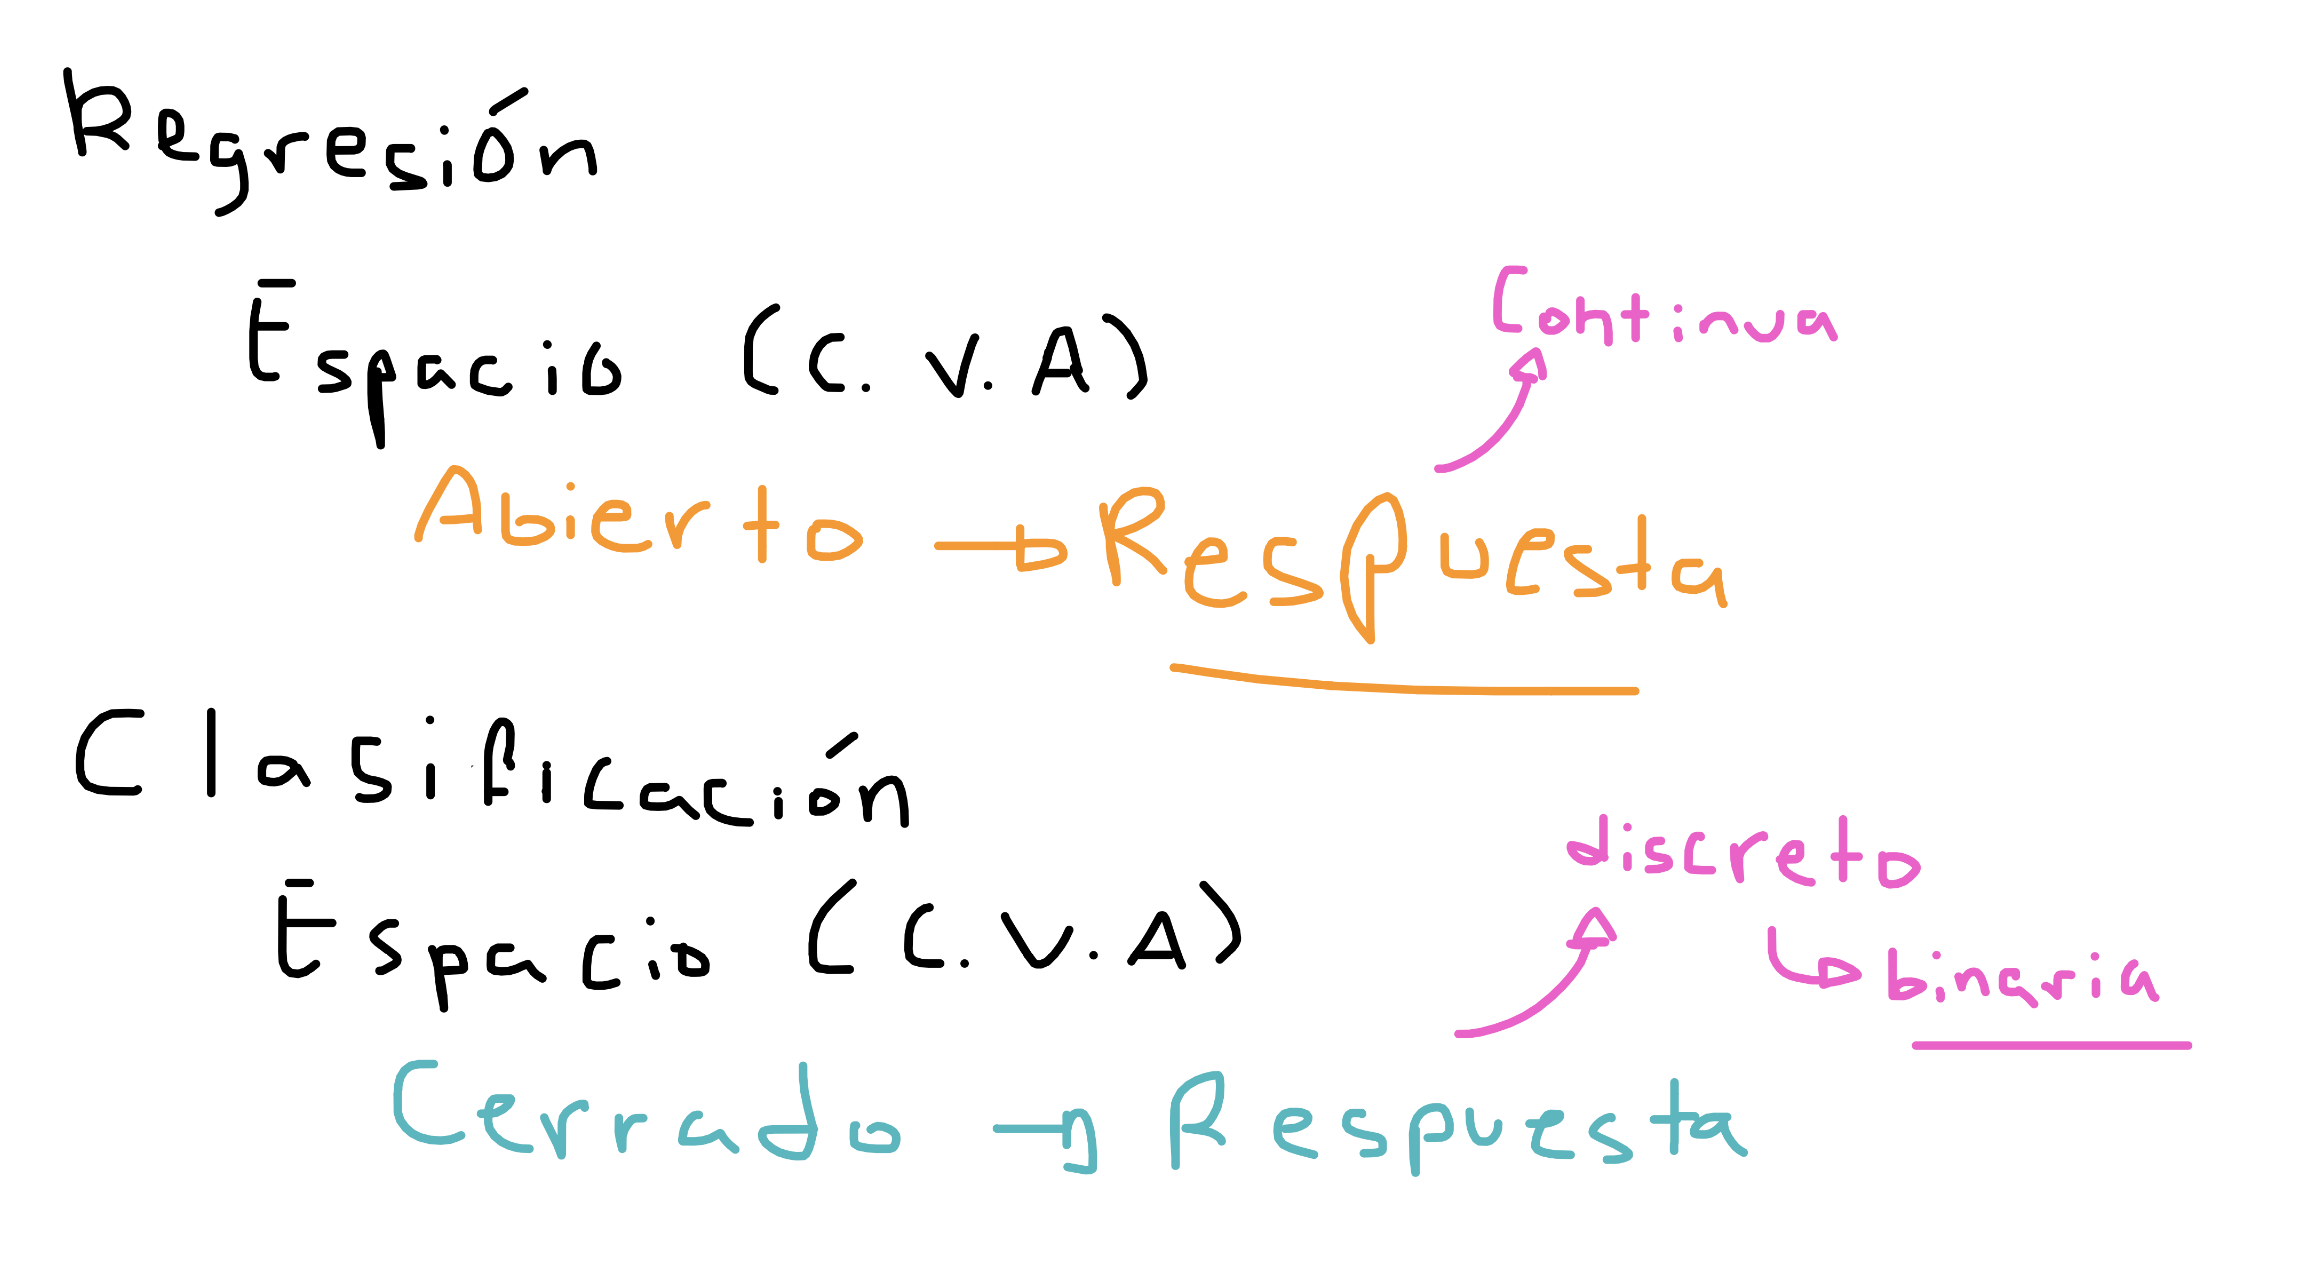 Regresión
Espacio (C. V. A)
Continua
Abierto → Respuesta
Clasificación
Espacio (C. V. A)
discreto
↳ binaria
Cerrado → Respuesta